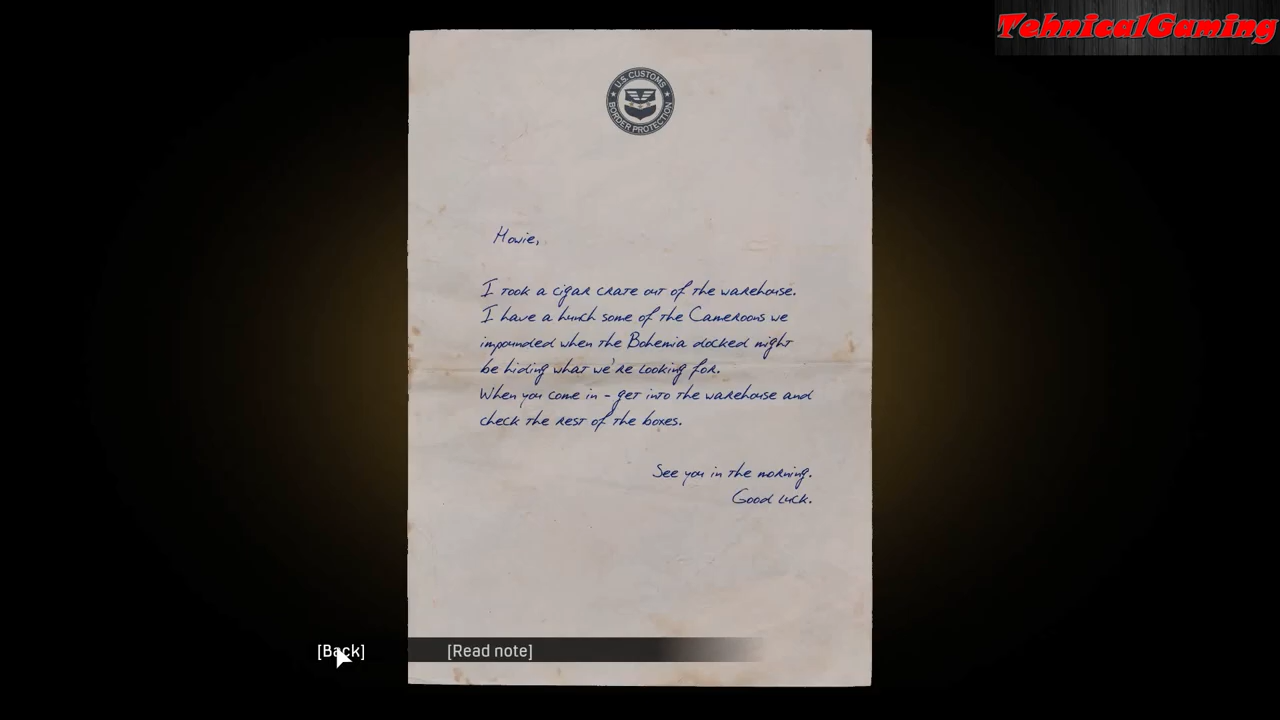 TehnicalGaming
U.S. CUSTOMS
BORDER PROTECTION
Howie,
I took a cigar crate out of the warehouse.
I have a hunch some of the Cameroons we
impounded when the Bohemia docked might
be hiding what we're looking for.
When you come in - get into the warehouse and
check the rest of the boxes.
See you in the morning.
Good luck.
[Back] [Read note]